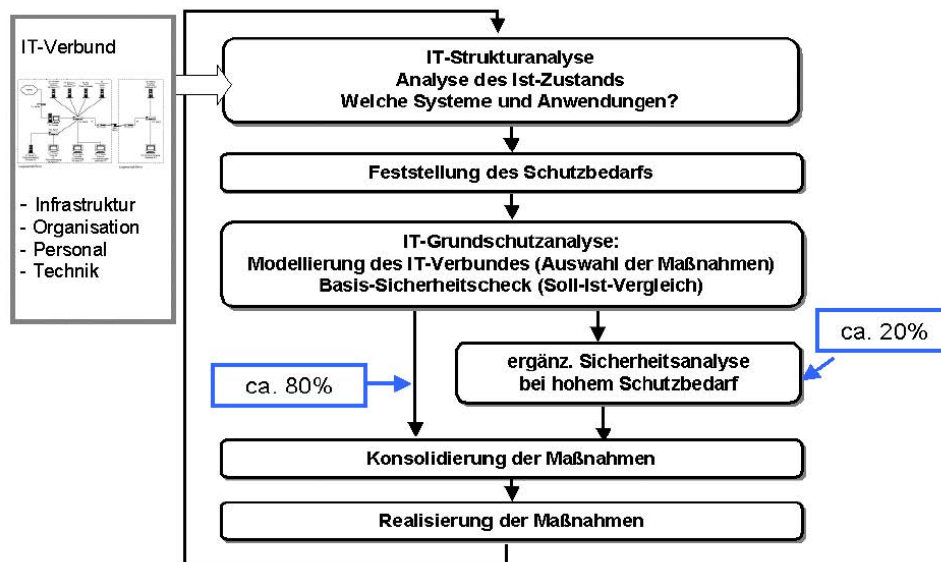 IT-Verbund
- Infrastruktur
- Organisation
- Personal
- Technik
IT-Strukturanalyse
Analyse des Ist-Zustands
Welche Systeme und Anwendungen?
Feststellung des Schutzbedarfs
IT-Grundschutzanalyse:
Modellierung des IT-Verbundes (Auswahl der Maßnahmen)
Basis-Sicherheitscheck (Soll-Ist-Vergleich)
ca. 20%
ergänz. Sicherheitsanalyse
bei hohem Schutzbedarf
ca. 80%
Konsolidierung der Maßnahmen
Realisierung der Maßnahmen